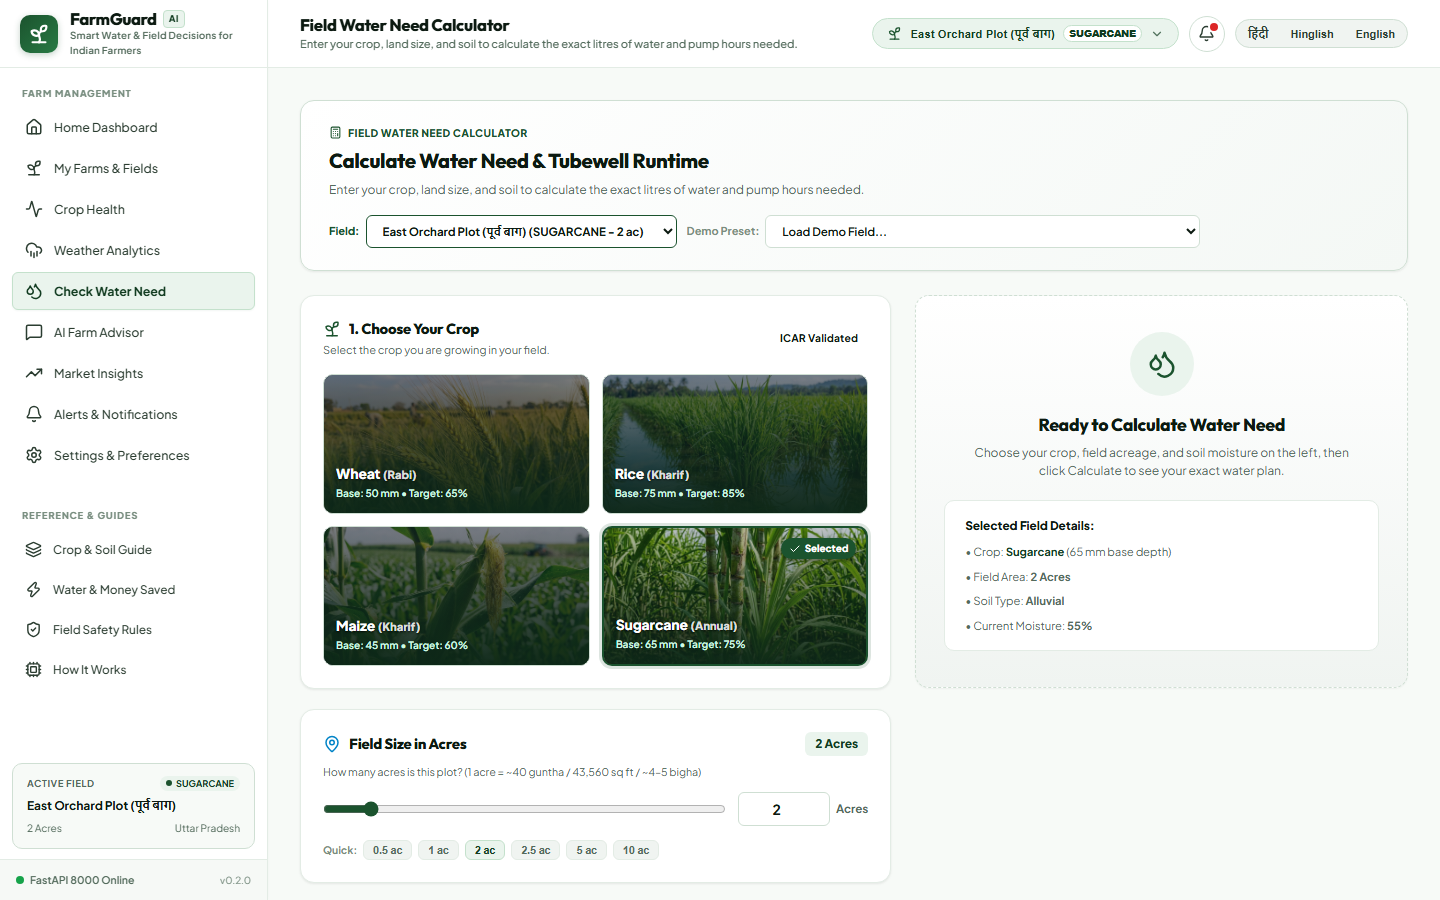 FarmGuard AI
Smart Water & Field Decisions for
Indian Farmers
FARM MANAGEMENT
Home Dashboard
My Farms & Fields
Crop Health
Weather Analytics
Check Water Need
AI Farm Advisor
Market Insights
Alerts & Notifications
Settings & Preferences
REFERENCE & GUIDES
Crop & Soil Guide
Water & Money Saved
Field Safety Rules
How It Works
ACTIVE FIELD SUGARCANE
East Orchard Plot (पूर्व बाग)
2 Acres Uttar Pradesh
FastAPI 8000 Online v0.2.0
Field Water Need Calculator
Enter your crop, land size, and soil to calculate the exact litres of water and pump hours needed.
East Orchard Plot (पूर्व बाग) SUGARCANE
हिंदी Hinglish English
FIELD WATER NEED CALCULATOR
Calculate Water Need & Tubewell Runtime
Enter your crop, land size, and soil to calculate the exact litres of water and pump hours needed.
Field: East Orchard Plot (पूर्व बाग) (SUGARCANE - 2 ac) Demo Preset: Load Demo Field...
1. Choose Your Crop
Select the crop you are growing in your field.
ICAR Validated
Wheat (Rabi)
Base: 50 mm • Target: 65%
Rice (Kharif)
Base: 75 mm • Target: 85%
Maize (Kharif)
Base: 45 mm • Target: 60%
Selected
Sugarcane (Annual)
Base: 65 mm • Target: 75%
Ready to Calculate Water Need
Choose your crop, field acreage, and soil moisture on the left, then
click Calculate to see your exact water plan.
Selected Field Details:
• Crop: Sugarcane (65 mm base depth)
• Field Area: 2 Acres
• Soil Type: Alluvial
• Current Moisture: 55%
Field Size in Acres 2 Acres
How many acres is this plot? (1 acre = ~40 guntha / 43,560 sq ft / ~4-5 bigha)
2 Acres
Quick: 0.5 ac 1 ac 2 ac 2.5 ac 5 ac 10 ac